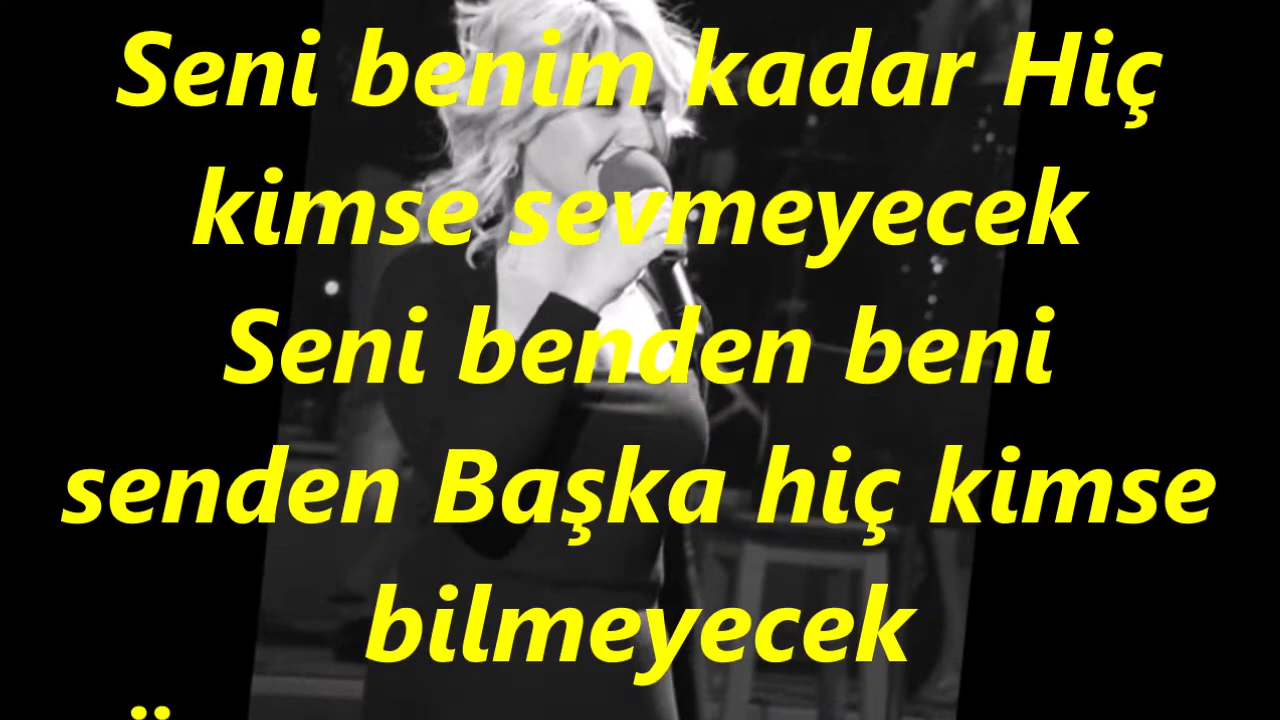 Seni benim kadar Hiç
kimse sevmeyecek
Seni benden beni
senden Başka hiç kimse
bilmeyecek